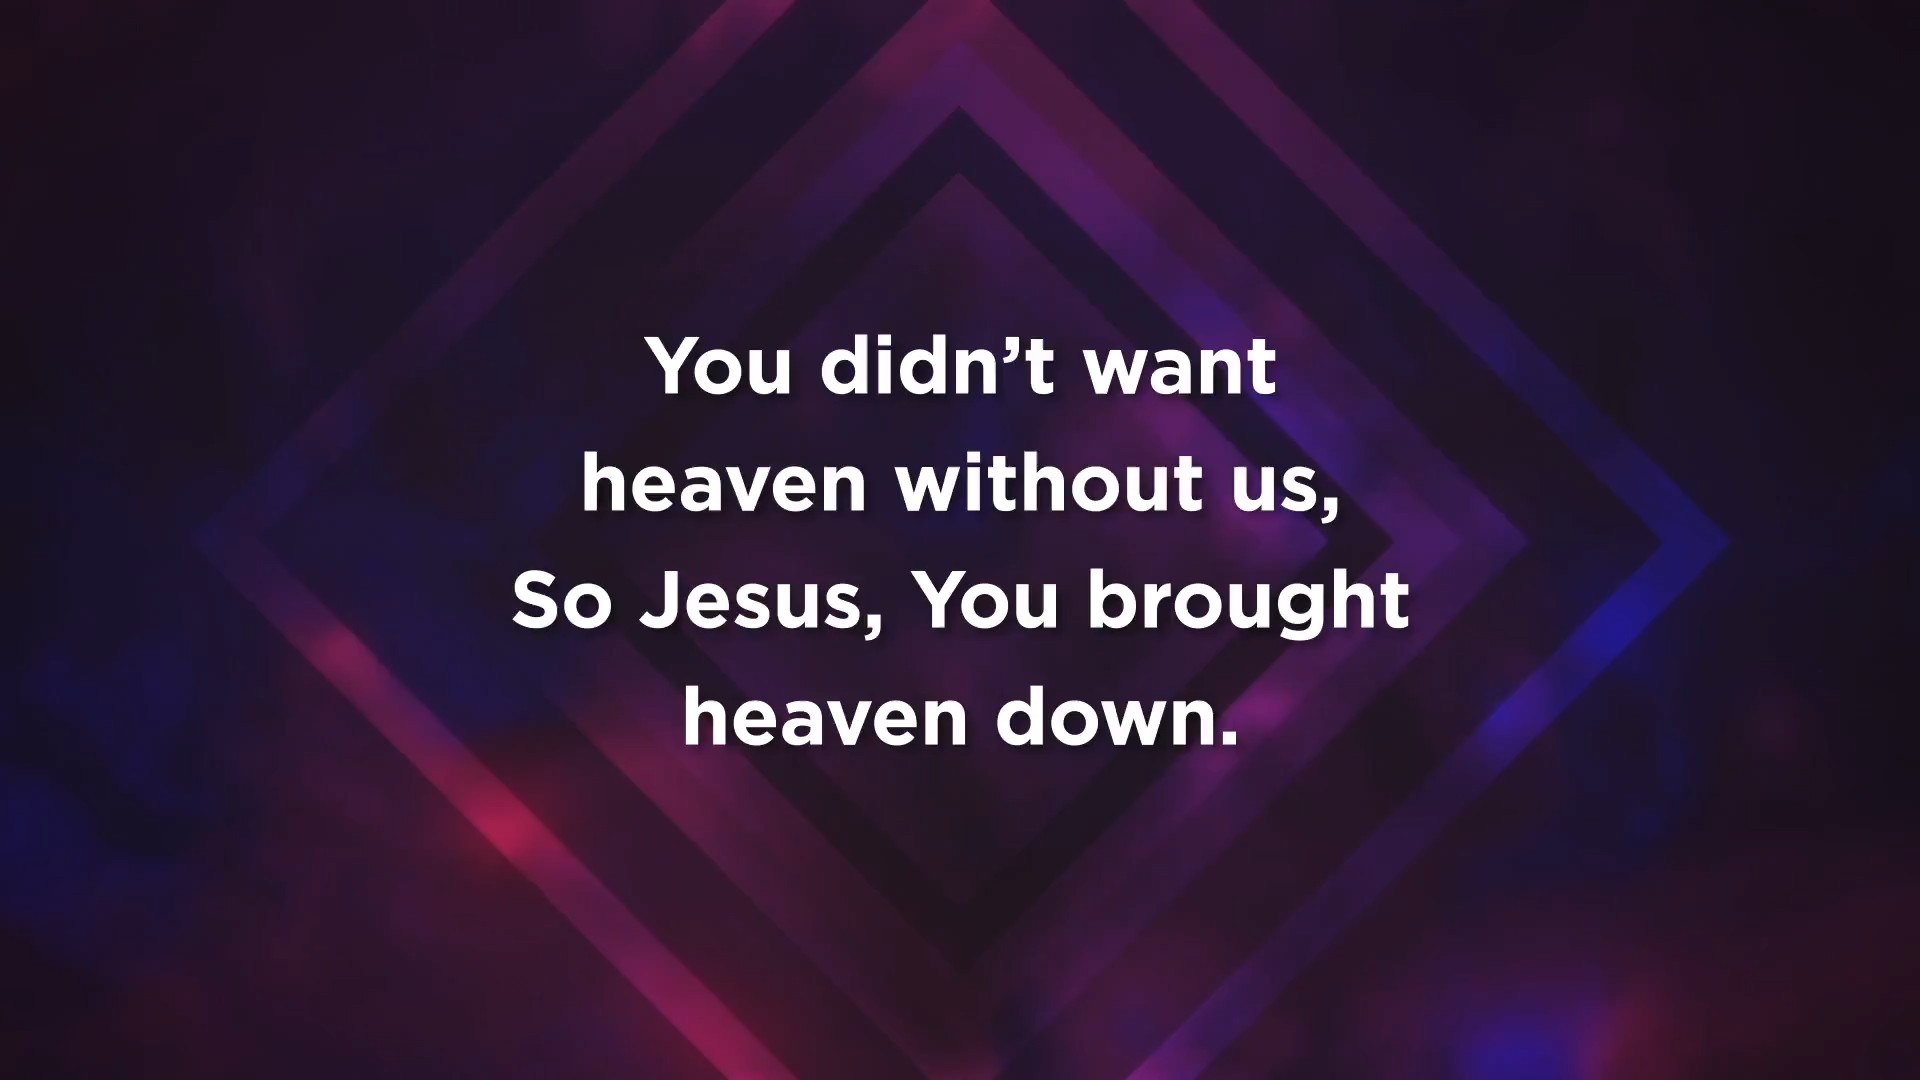 You didn’t want
heaven without us,
So Jesus, You brought
heaven down.